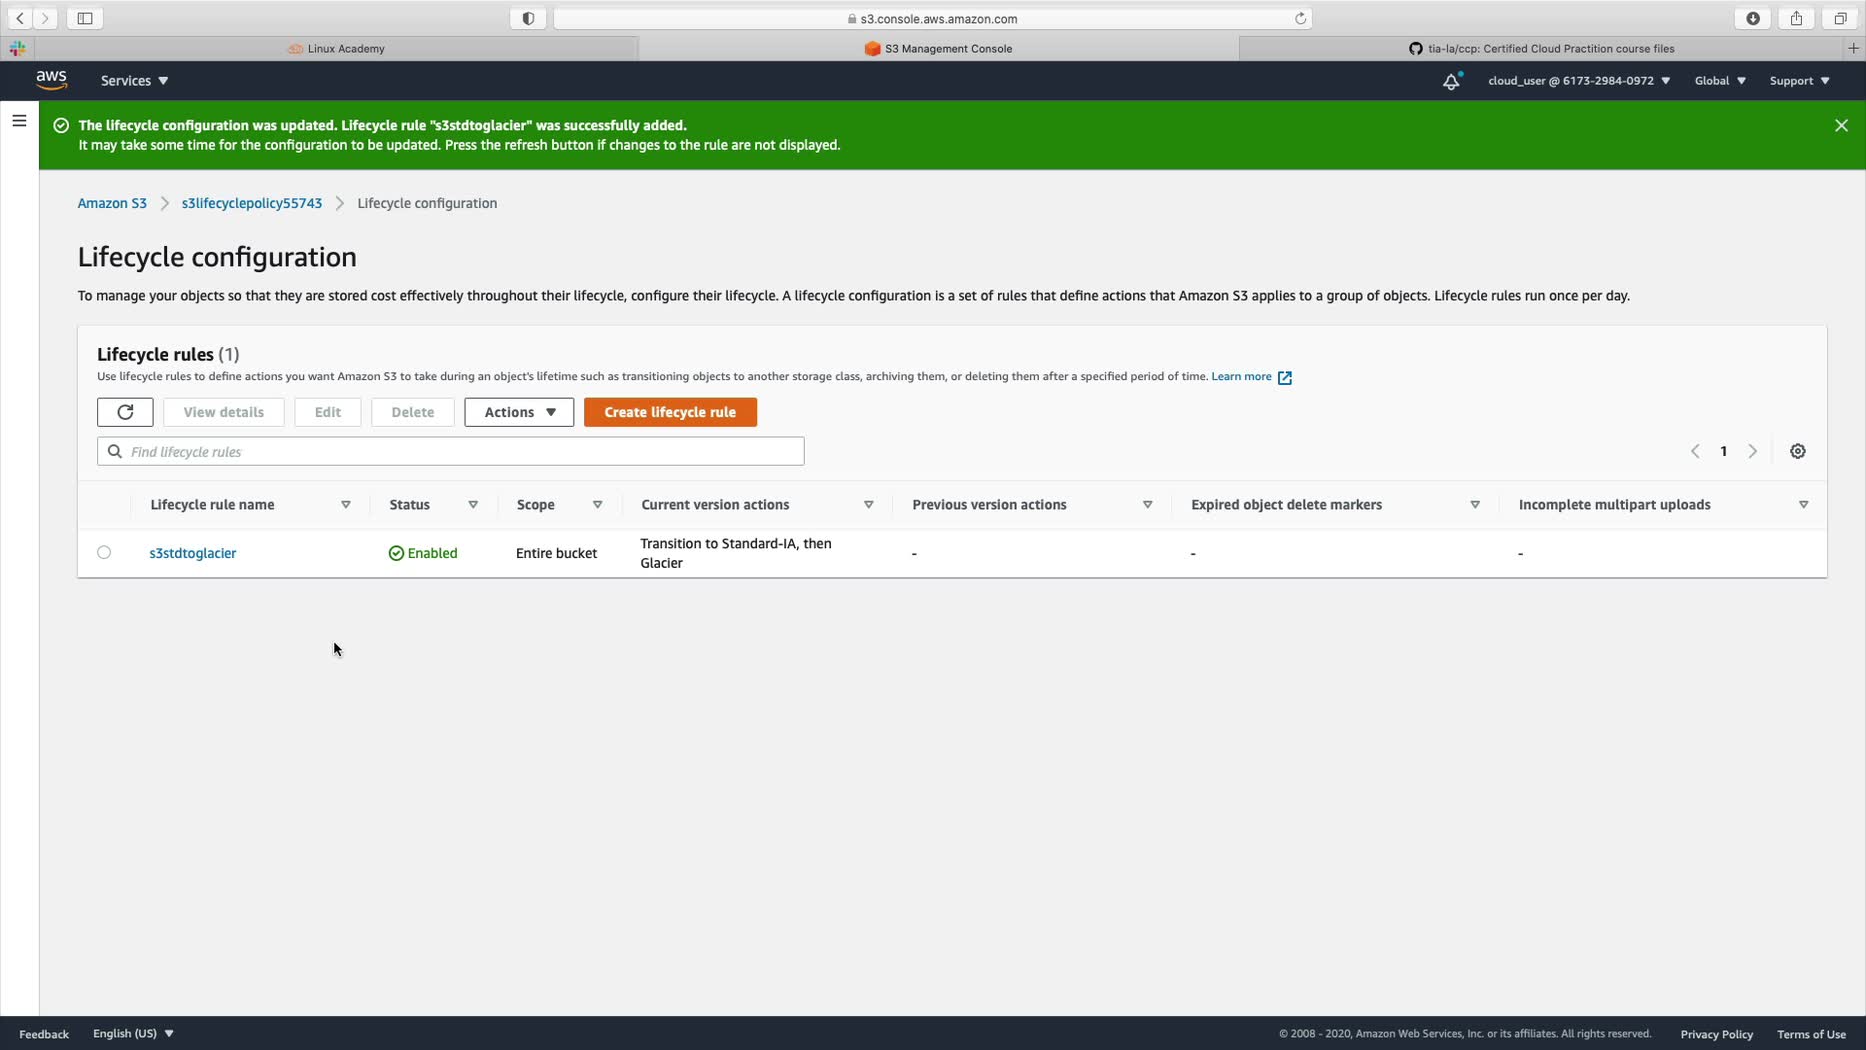 s3.console.aws.amazon.com
Linux Academy
S3 Management Console
tia-la/ccp: Certified Cloud Practition course files
aws
Services
cloud_user @ 6173-2984-0972
Global
Support
The lifecycle configuration was updated. Lifecycle rule "s3stdtoglacier" was successfully added.
It may take some time for the configuration to be updated. Press the refresh button if changes to the rule are not displayed.
Amazon S3 > s3lifecyclepolicy55743 > Lifecycle configuration
Lifecycle configuration
To manage your objects so that they are stored cost effectively throughout their lifecycle, configure their lifecycle. A lifecycle configuration is a set of rules that define actions that Amazon S3 applies to a group of objects. Lifecycle rules run once per day.
Lifecycle rules (1)
Use lifecycle rules to define actions you want Amazon S3 to take during an object's lifetime such as transitioning objects to another storage class, archiving them, or deleting them after a specified period of time. Learn more
View details
Edit
Delete
Actions
Create lifecycle rule
Find lifecycle rules
1
Lifecycle rule name
Status
Scope
Current version actions
Previous version actions
Expired object delete markers
Incomplete multipart uploads
s3stdtoglacier
Enabled
Entire bucket
Transition to Standard-IA, then
Glacier
-
-
-
Feedback
English (US)
© 2008 - 2020, Amazon Web Services, Inc. or its affiliates. All rights reserved.
Privacy Policy
Terms of Use